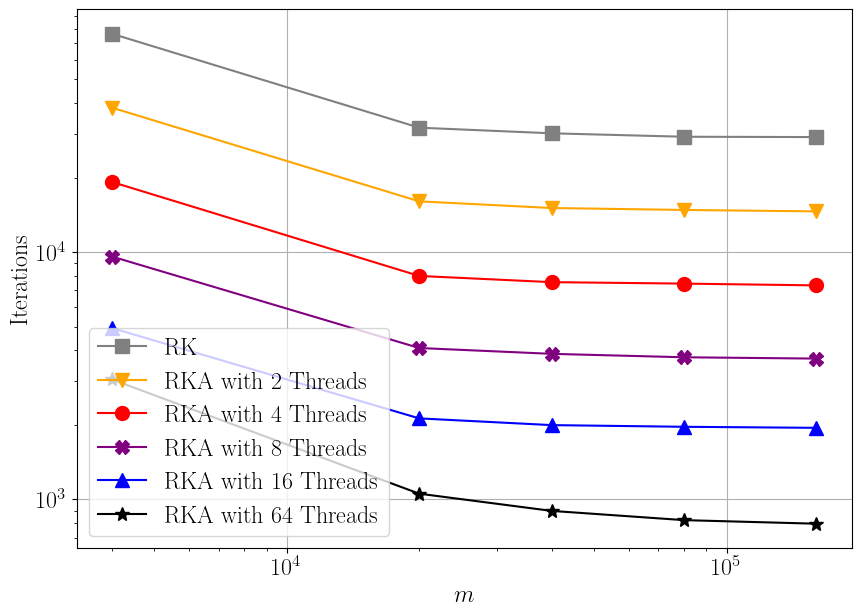 10⁴
10³
Iterations
RK
RKA with 2 Threads
RKA with 4 Threads
RKA with 8 Threads
RKA with 16 Threads
RKA with 64 Threads
10⁴
10⁵
m